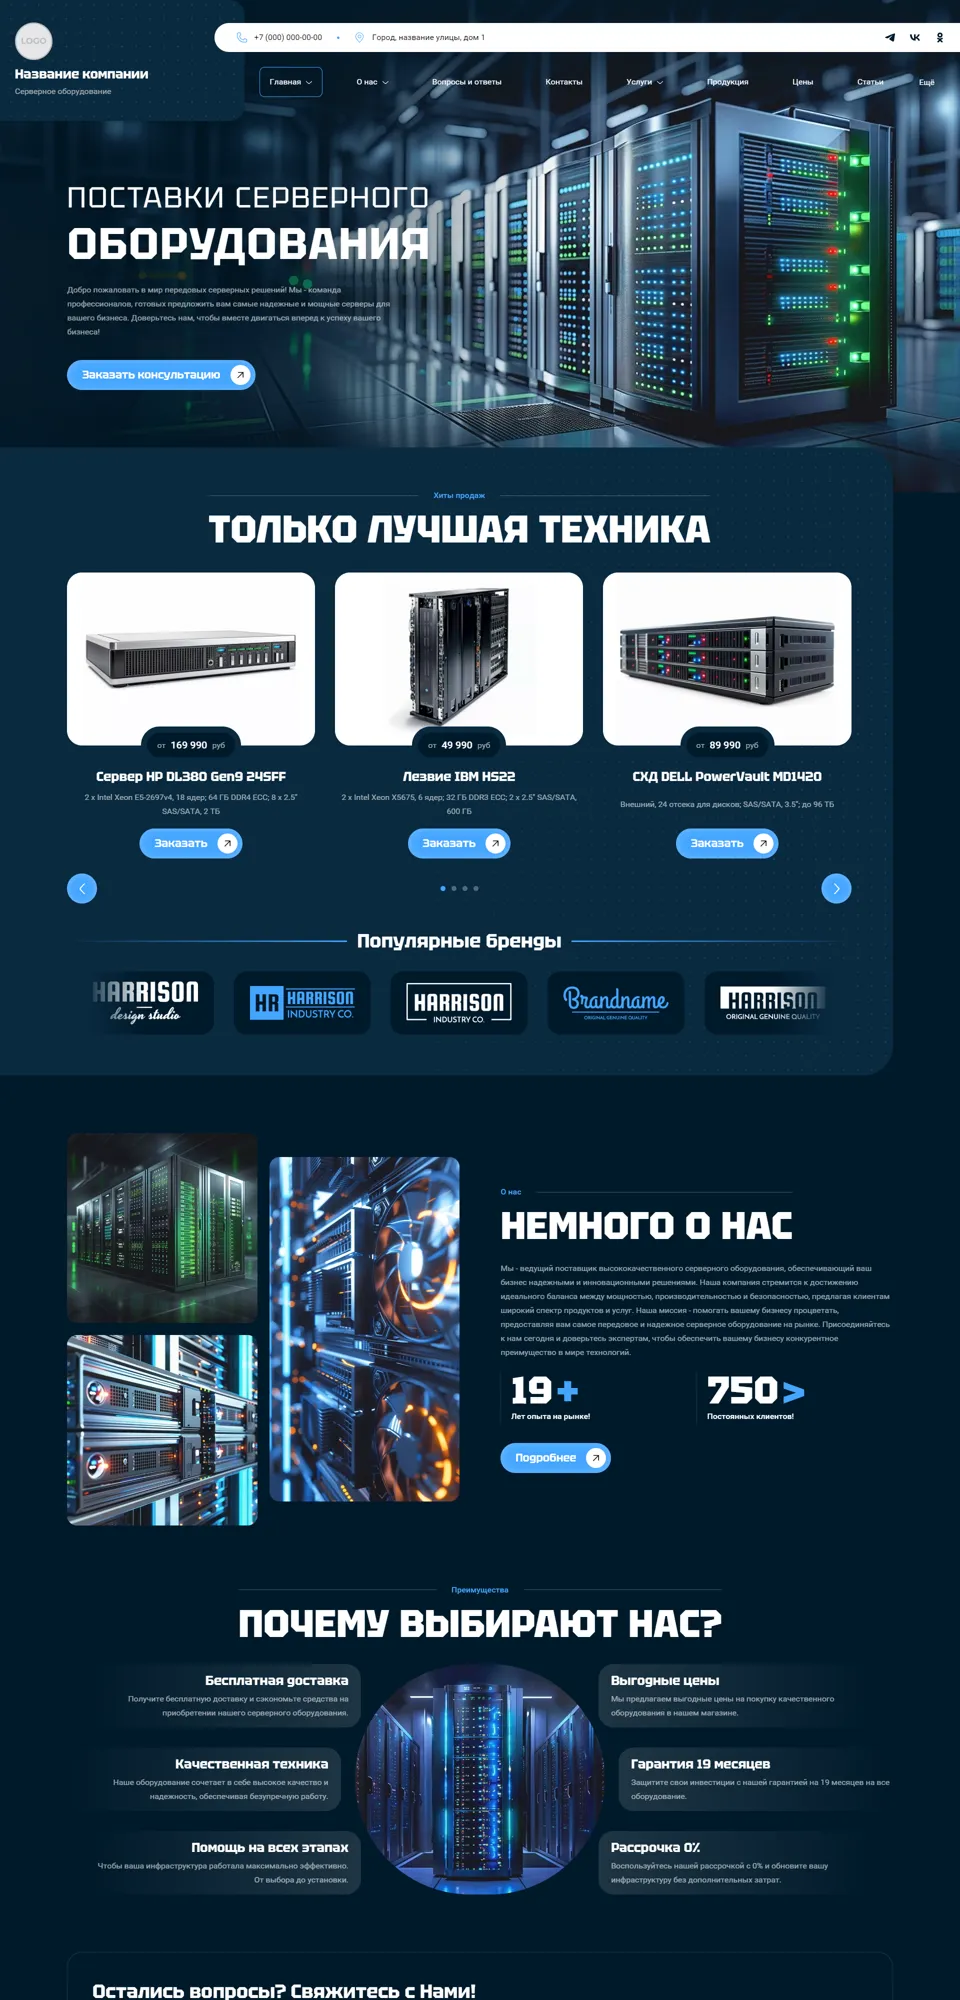 LOGO
Название компании
Серверное оборудование
+7 (000) 000-00-00
Город, название улицы, дом 1
Главная
О нас
Вопросы и ответы
Контакты
Услуги
Продукция
Цены
Статьи
Ещё
ПОСТАВКИ СЕРВЕРНОГО
ОБОРУДОВАНИЯ
Добро пожаловать в мир передовых серверных решений! Мы - команда
профессионалов, готовых предложить вам самые надежные и мощные серверы для
вашего бизнеса. Доверьтесь нам, чтобы вместе двигаться вперед к успеху вашего
бизнеса!
Заказать консультацию
Хиты продаж
ТОЛЬКО ЛУЧШАЯ ТЕХНИКА
от 169 990 руб
Сервер HP DL380 Gen9 24SFF
2 x Intel Xeon E5-2697v4, 18 ядер; 64 ГБ DDR4 ECC; 8 x 2.5"
SAS/SATA, 2 ТБ
Заказать
от 49 990 руб
Лезвие IBM HS22
2 x Intel Xeon X5675, 6 ядер; 32 ГБ DDR3 ECC; 2 x 2.5" SAS/SATA,
600 ГБ
Заказать
от 89 990 руб
СХД DELL PowerVault MD1420
Внешний, 24 отсека для дисков; SAS/SATA, 3.5"; до 96 ТБ
Заказать
Популярные бренды
HARRISON
design studio
HR HARRISON
INDUSTRY CO.
HARRISON
INDUSTRY CO.
Brandname
ORIGINAL GENUINE QUALITY
HARRISON
ORIGINAL GENUINE QUALITY
О нас
НЕМНОГО О НАС
Мы - ведущий поставщик высококачественного серверного оборудования, обеспечивающий ваш
бизнес надежными и инновационными решениями. Наша компания стремится к достижению
идеального баланса между мощностью, производительностью и безопасностью, предлагая клиентам
широкий спектр продуктов и услуг. Наша миссия - помогать вашему бизнесу процветать,
предоставляя вам самое передовое и надежное серверное оборудование на рынке. Присоединяйтесь
к нам сегодня и доверьтесь экспертам, чтобы обеспечить вашему бизнесу конкурентное
преимущество в мире технологий.
19 +
Лет опыта на рынке!
750 >
Постоянных клиентов!
Подробнее
Преимущества
ПОЧЕМУ ВЫБИРАЮТ НАС?
Бесплатная доставка
Получите бесплатную доставку и сэкономьте средства на
приобретении нашего серверного оборудования.
Качественная техника
Наше оборудование сочетает в себе высокое качество и
надежность, обеспечивая безупречную работу.
Помощь на всех этапах
Чтобы ваша инфраструктура работала максимально эффективно.
От выбора до установки.
Выгодные цены
Мы предлагаем выгодные цены на покупку качественного
оборудования в нашем магазине.
Гарантия 19 месяцев
Защитите свои инвестиции с нашей гарантией на 19 месяцев на все
оборудование.
Рассрочка 0%
Воспользуйтесь нашей рассрочкой с 0% и обновите вашу
инфраструктуру без дополнительных затрат.
Остались вопросы? Свяжитесь с Нами!